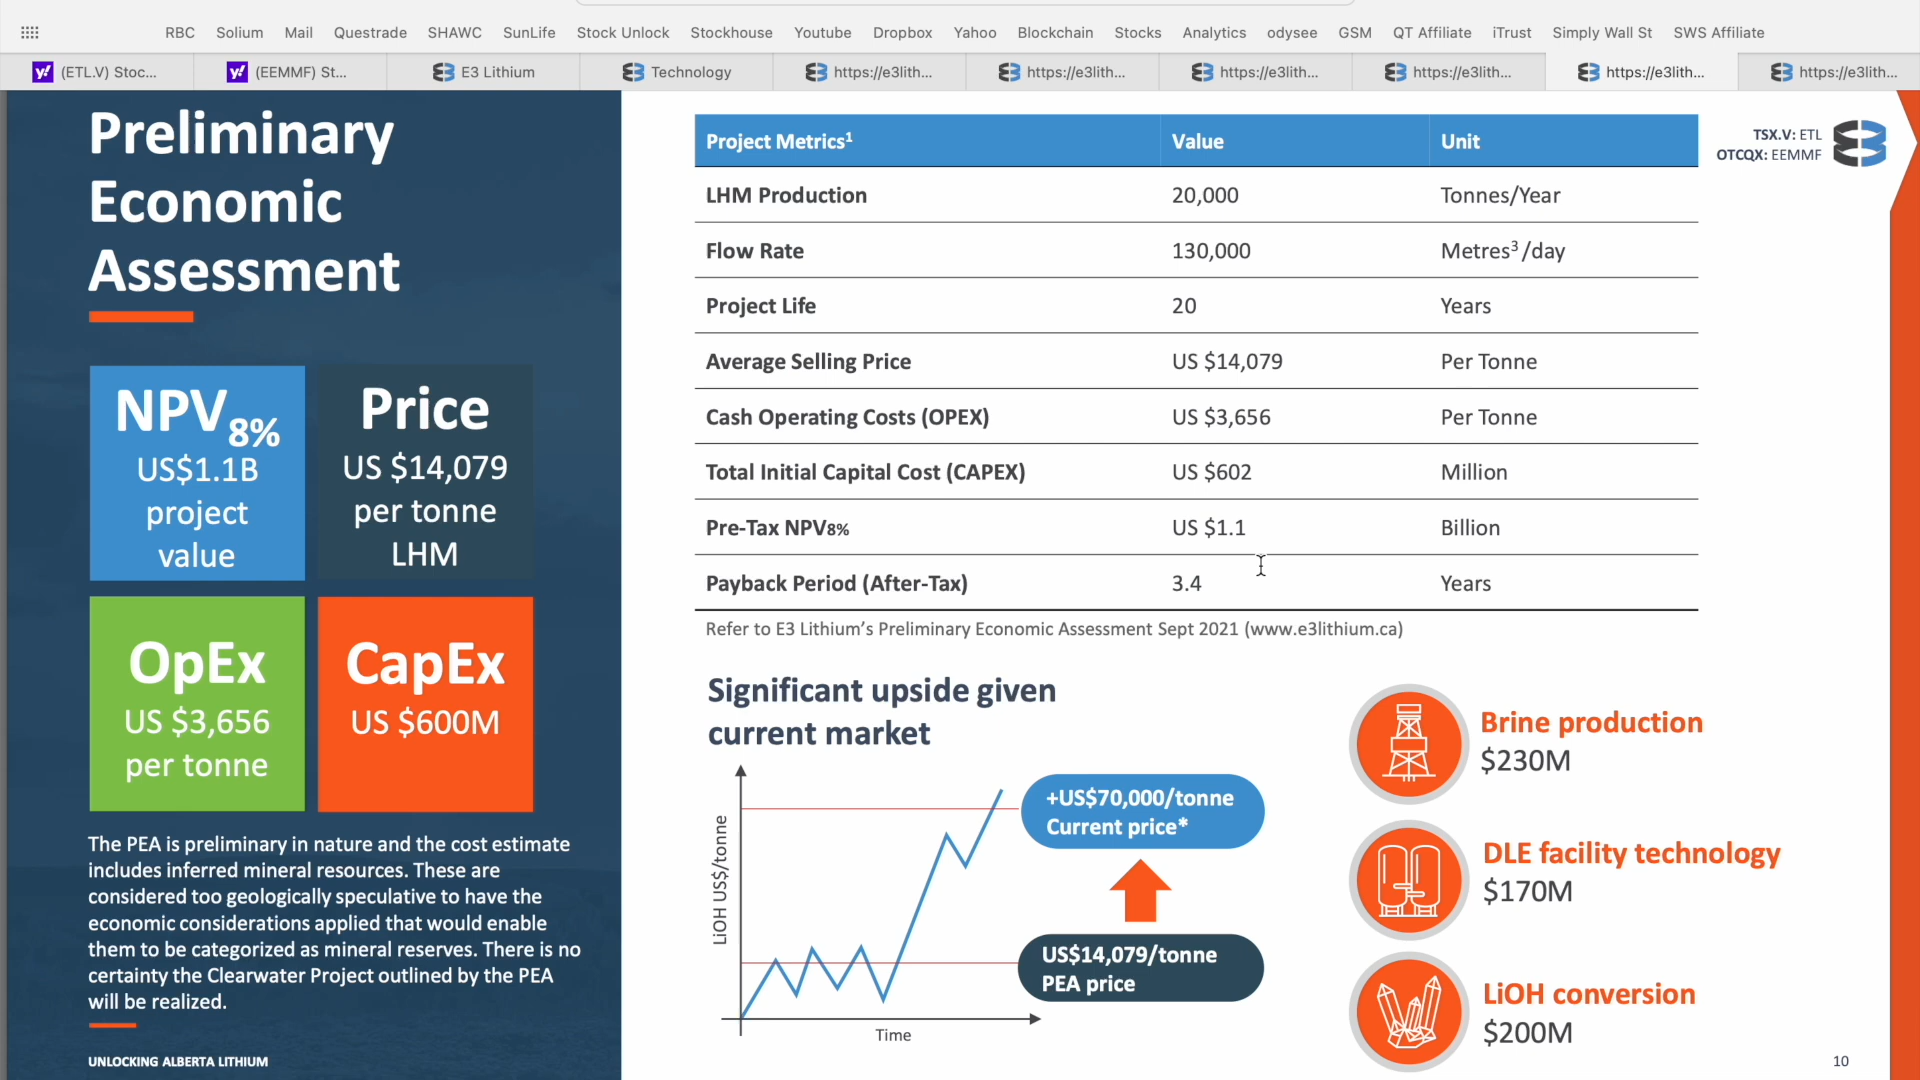 RBC Solium Mail Questrade SHAWC SunLife Stock Unlock Stockhouse Youtube Dropbox Yahoo Blockchain Stocks Analytics odysee GSM QT Affiliate iTrust Simply Wall St SWS Affiliate
y! (ETL.V) Stoc... y! (EEMMF) St... E3 Lithium Technology https://e3lith... https://e3lith... https://e3lith... https://e3lith... https://e3lith... https://e3lith...
Preliminary
Economic
Assessment
NPV8%
US$1.1B
project
value
Price
US $14,079
per tonne
LHM
OpEx
US $3,656
per tonne
CapEx
US $600M
The PEA is preliminary in nature and the cost estimate
includes inferred mineral resources. These are
considered too geologically speculative to have the
economic considerations applied that would enable
them to be categorized as mineral reserves. There is no
certainty the Clearwater Project outlined by the PEA
will be realized.
UNLOCKING ALBERTA LITHIUM
Project Metrics¹ Value Unit
LHM Production 20,000 Tonnes/Year
Flow Rate 130,000 Metres³/day
Project Life 20 Years
Average Selling Price US $14,079 Per Tonne
Cash Operating Costs (OPEX) US $3,656 Per Tonne
Total Initial Capital Cost (CAPEX) US $602 Million
Pre-Tax NPV8% US $1.1 Billion
Payback Period (After-Tax) 3.4 Years
Refer to E3 Lithium's Preliminary Economic Assessment Sept 2021 (www.e3lithium.ca)
TSX.V: ETL
OTCQX: EEMMF
Significant upside given
current market
LiOH US$/tonne
Time
+US$70,000/tonne
Current price*
US$14,079/tonne
PEA price
Brine production
$230M
DLE facility technology
$170M
LiOH conversion
$200M
10